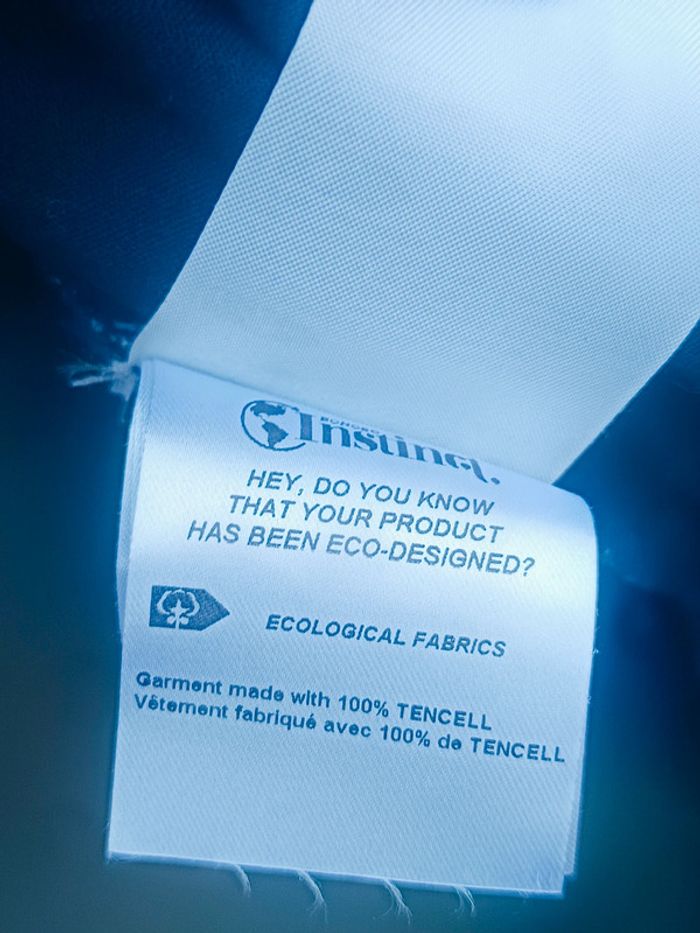 Instinct.
HEY, DO YOU KNOW
THAT YOUR PRODUCT
HAS BEEN ECO-DESIGNED?
ECOLOGICAL FABRICS
Garment made with 100% TENCELL
Vêtement fabriqué avec 100% de TENCELL